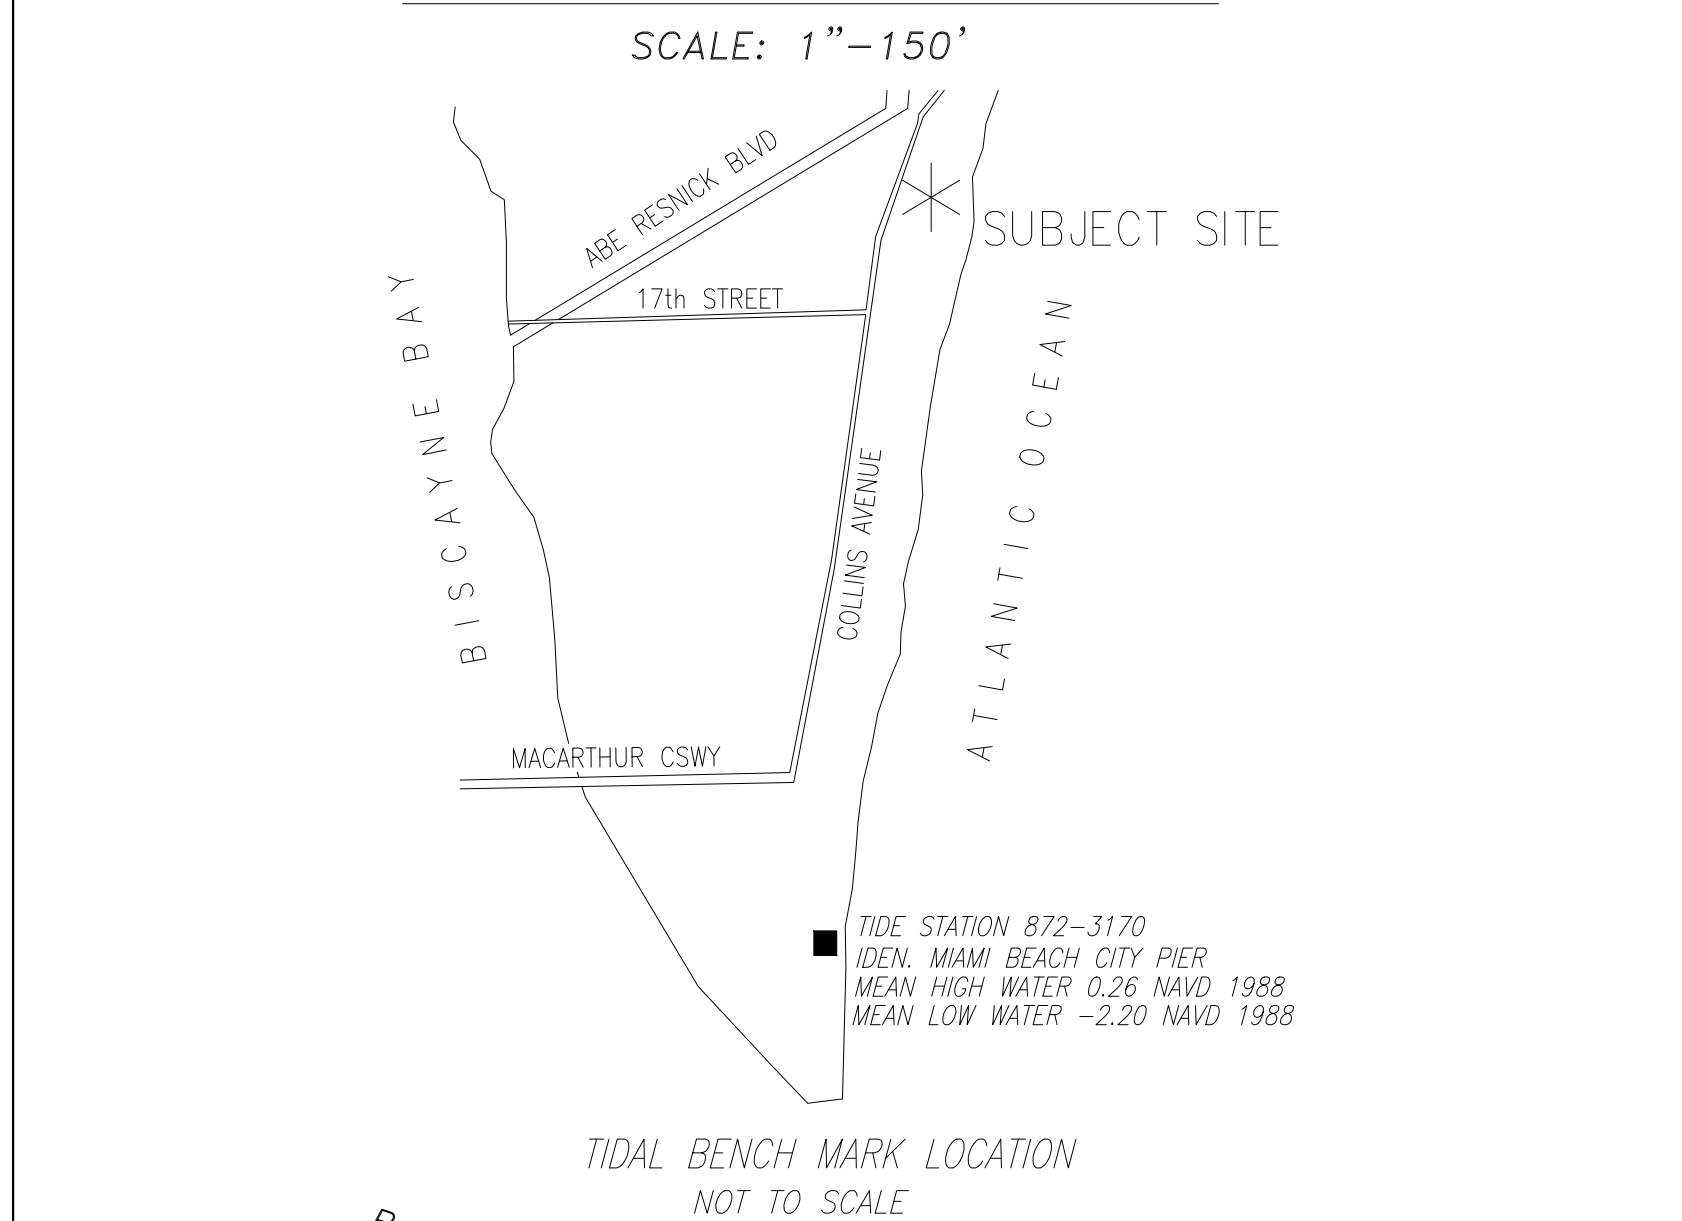 SCALE: 1"-150'
ABE RESNICK BLVD
SUBJECT SITE
17th STREET
BISCAYNE BAY
ATLANTIC OCEAN
COLLINS AVENUE
MACARTHUR CSWY
TIDE STATION 872-3170
IDEN. MIAMI BEACH CITY PIER
MEAN HIGH WATER 0.26 NAVD 1988
MEAN LOW WATER -2.20 NAVD 1988
TIDAL BENCH MARK LOCATION
NOT TO SCALE